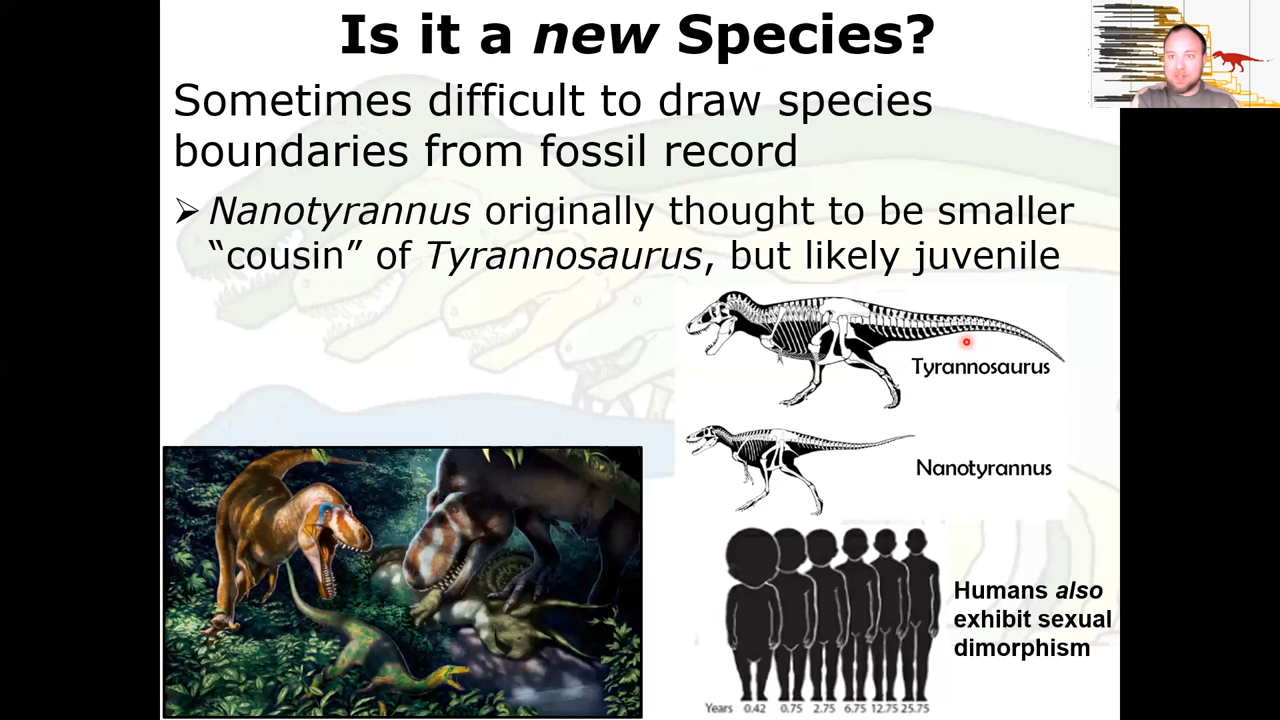 Is it a new Species?
Sometimes difficult to draw species
boundaries from fossil record
➢ Nanotyrannus originally thought to be smaller
“cousin” of Tyrannosaurus, but likely juvenile
Tyrannosaurus
Nanotyrannus
Humans also
exhibit sexual
dimorphism
Years 0.42 0.75 2.75 6.75 12.75 25.75